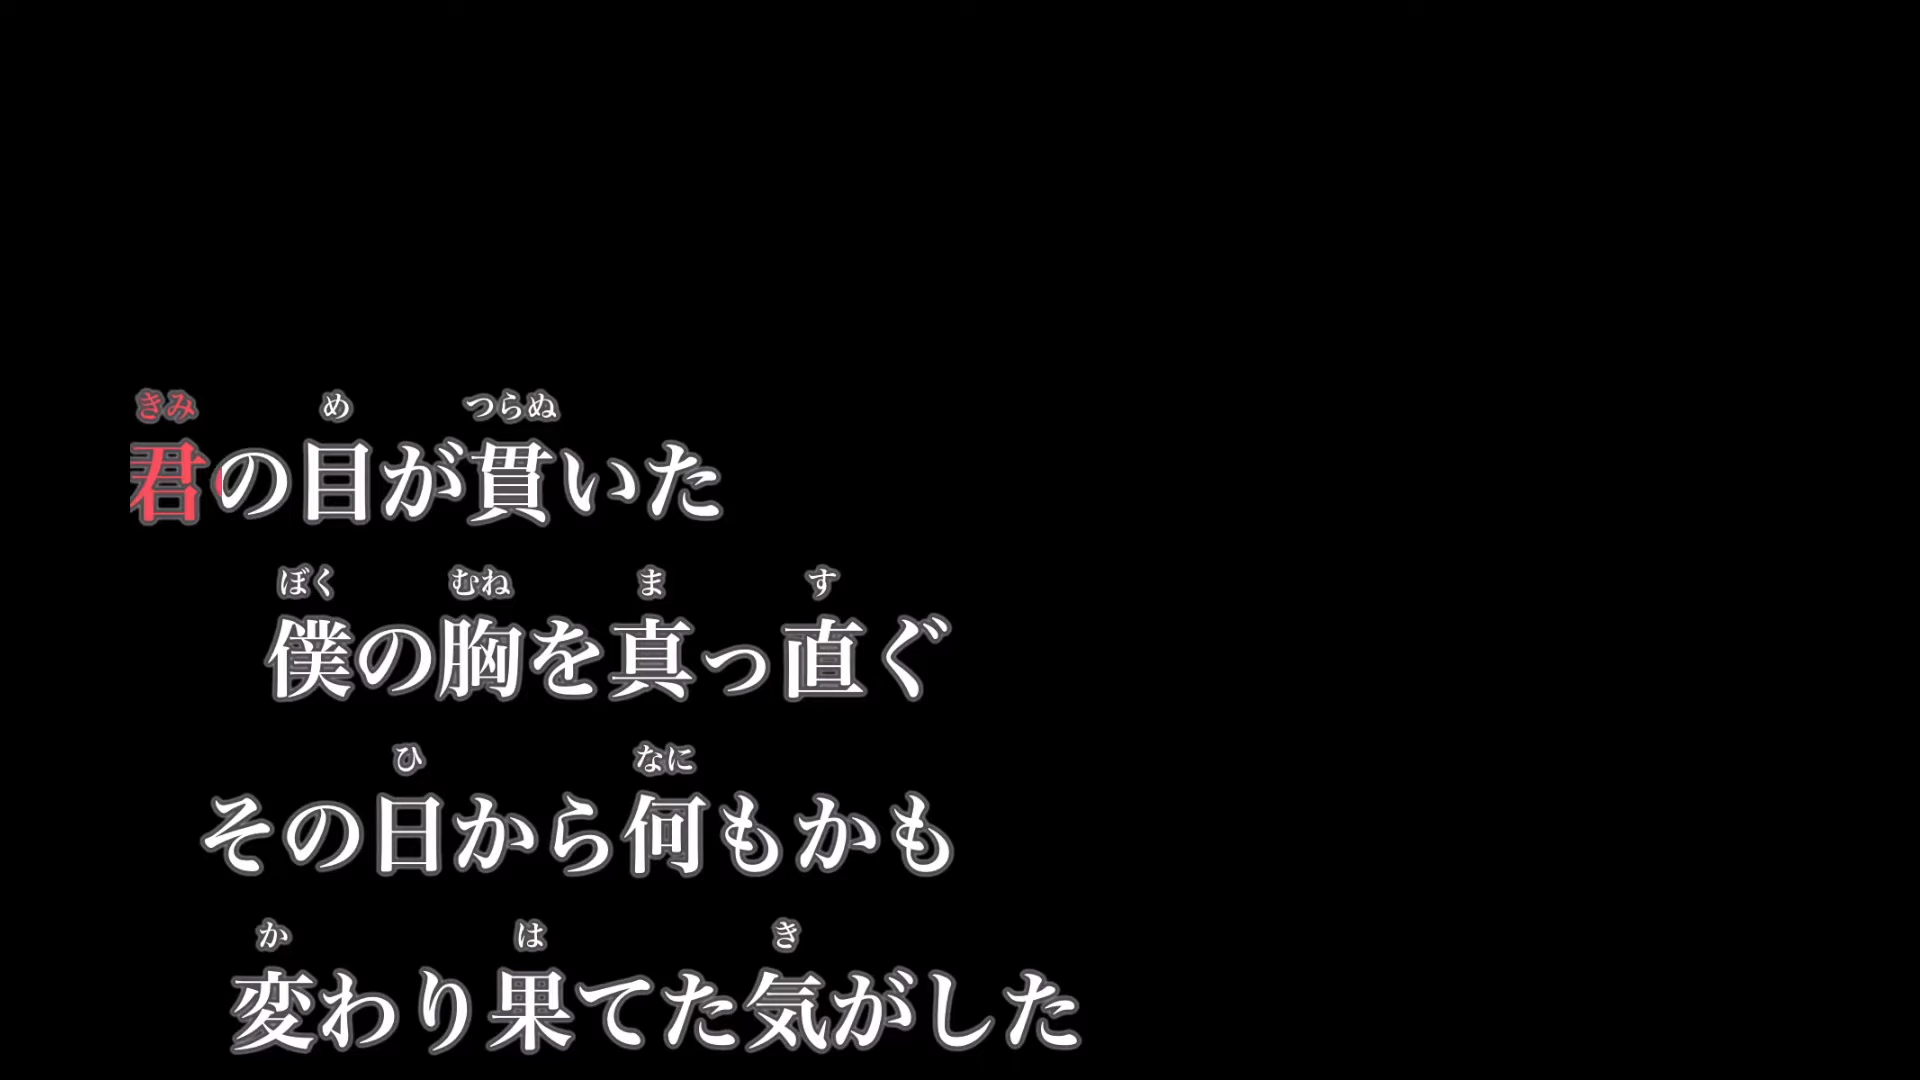 きみ め つらぬ
君の目が貫いた
ぼく むね ま す
僕の胸を真っ直ぐ
ひ なに
その日から何もかも
か は き
変わり果てた気がした